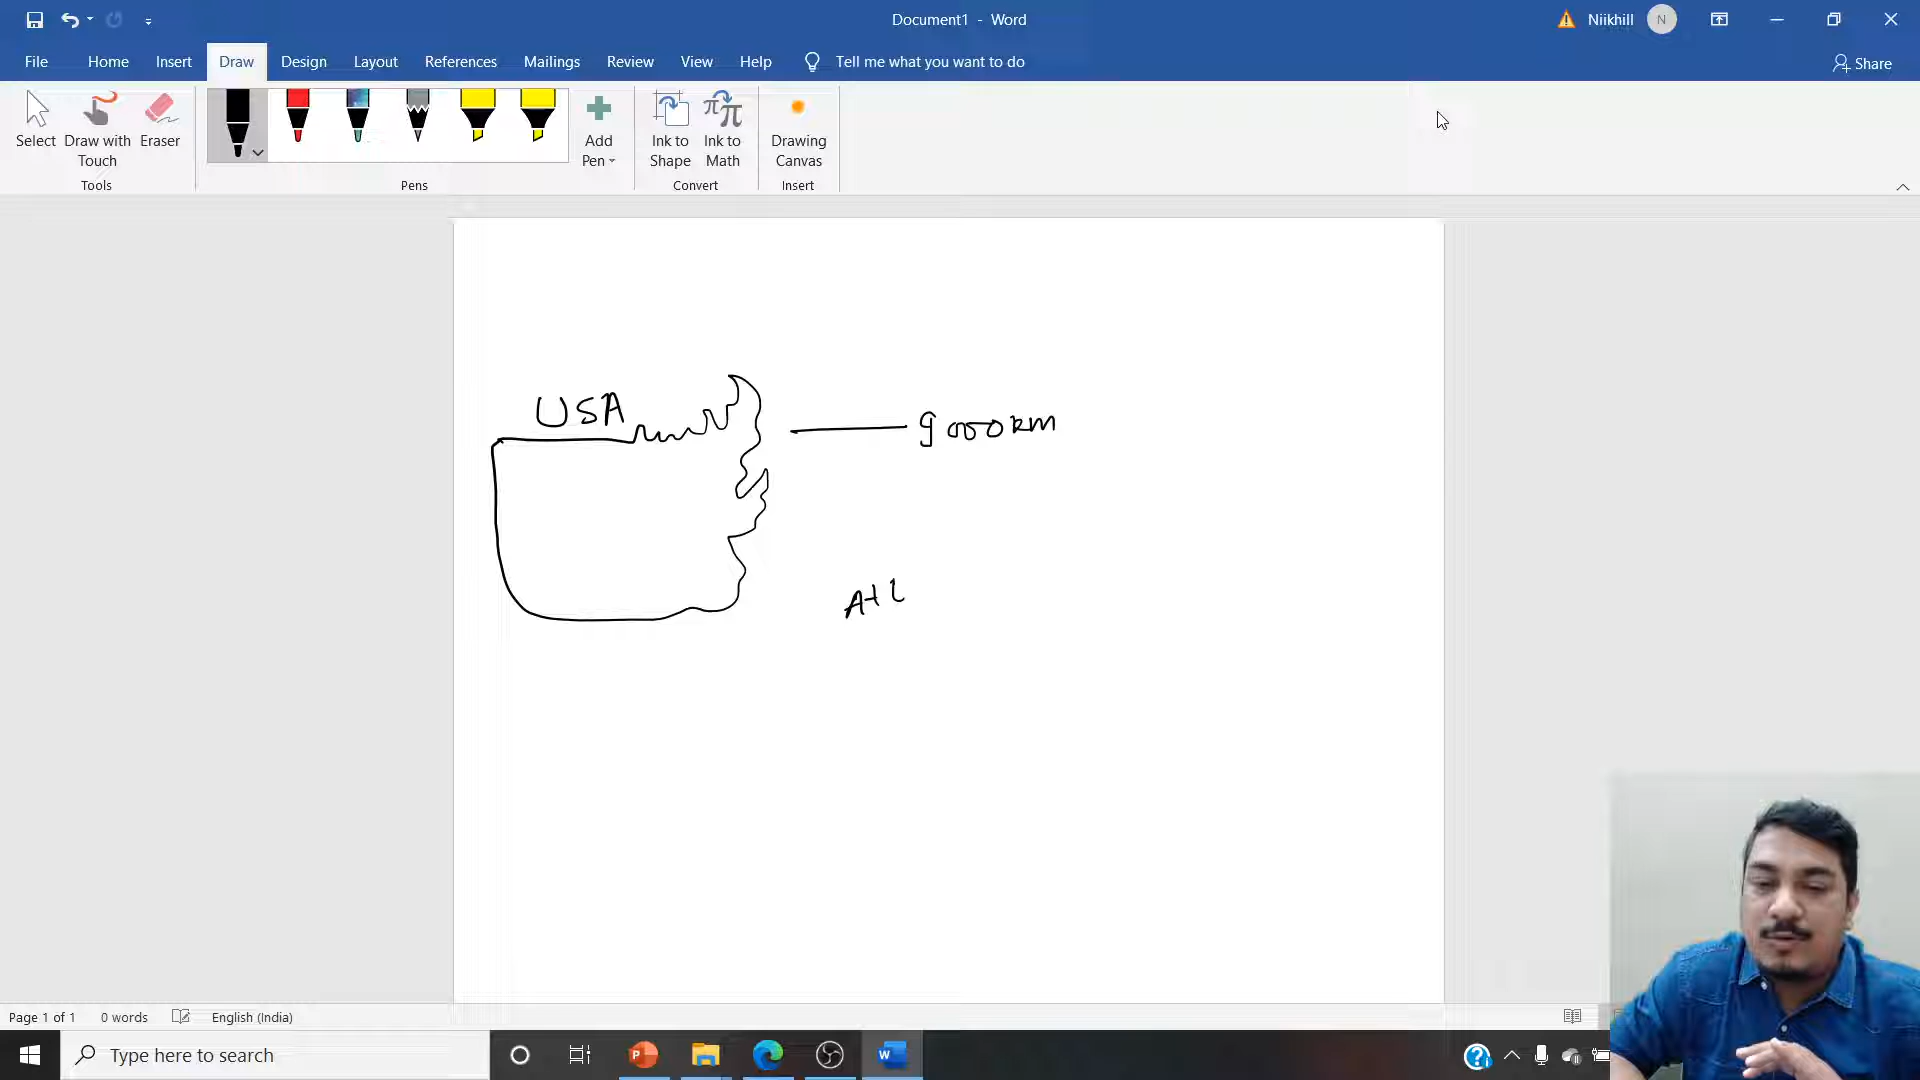 Document1 - Word
Niikhill
N
File Home Insert Draw Design Layout References Mailings Review View Help Tell me what you want to do
Share
Select
Draw with Touch
Eraser
Add Pen
Ink to Shape
Ink to Math
Drawing Canvas
Tools
Pens
Convert
Insert
USA
9000km
Atl
Page 1 of 1 0 words English (India)
Type here to search